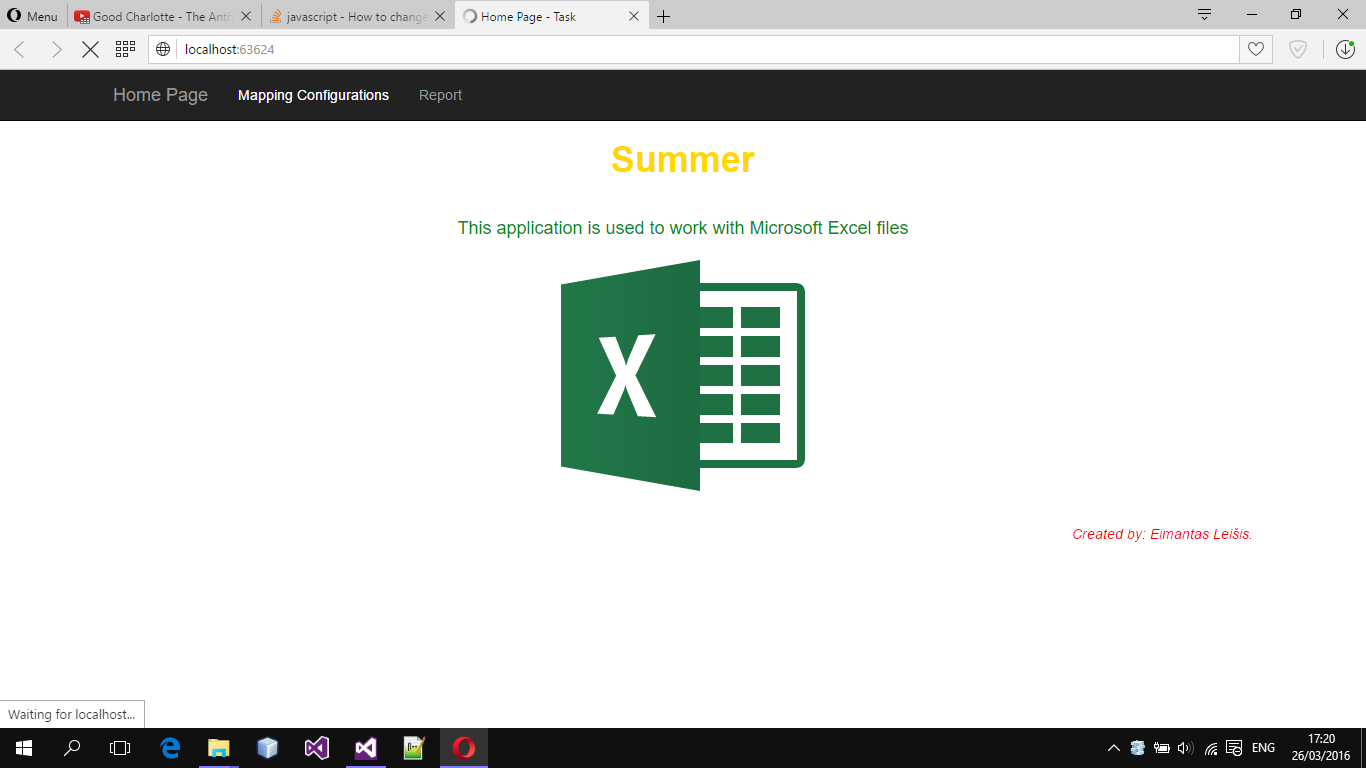 Menu
Good Charlotte - The Anth
javascript - How to change
Home Page - Task
localhost:63624
Home Page
Mapping Configurations
Report
Summer
This application is used to work with Microsoft Excel files
X
Created by: Eimantas Leišis.
Waiting for localhost...
ENG
17:20
26/03/2016